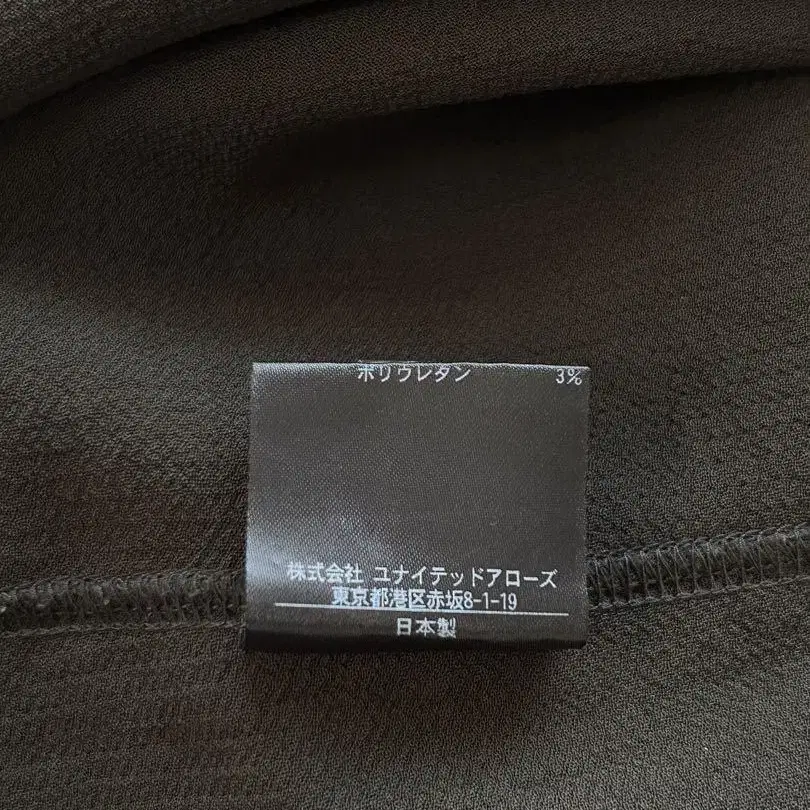 ポリウレタン 3%
株式会社 ユナイテッドアローズ
東京都港区赤坂8-1-19
日本製